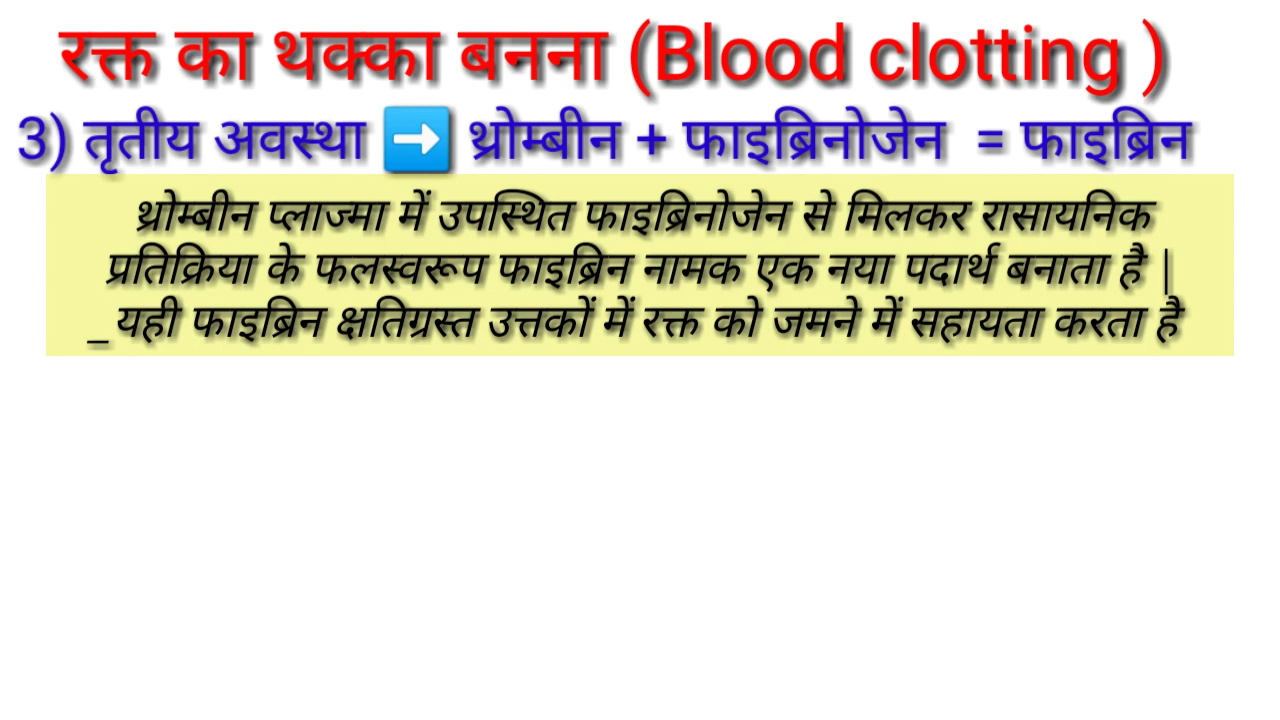 रक्त का थक्का बनना (Blood clotting )
3) तृतीय अवस्था ➡️ थ्रोम्बीन + फाइब्रिनोजेन = फाइब्रिन
थ्रोम्बीन प्लाज्मा में उपस्थित फाइब्रिनोजेन से मिलकर रासायनिक
प्रतिक्रिया के फलस्वरूप फाइब्रिन नामक एक नया पदार्थ बनाता है |
_यही फाइब्रिन क्षतिग्रस्त उत्तकों में रक्त को जमने में सहायता करता है